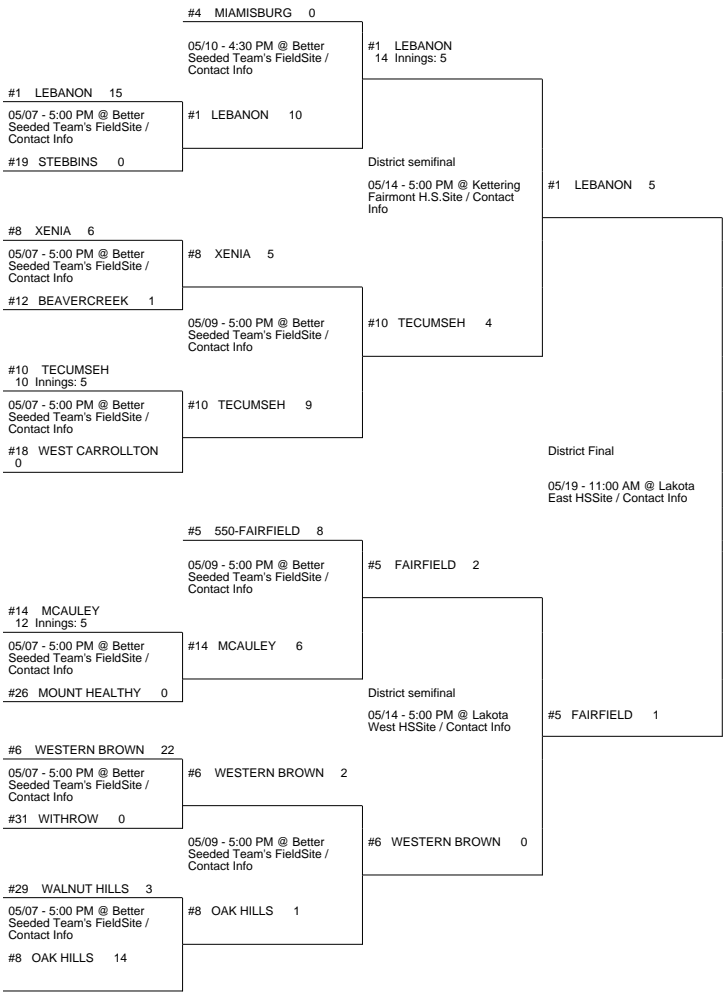 #4 MIAMISBURG 0
05/10 - 4:30 PM @ Better
Seeded Team's FieldSite /
Contact Info
#1 LEBANON
14 Innings: 5
#1 LEBANON 15
05/07 - 5:00 PM @ Better
Seeded Team's FieldSite /
Contact Info
#1 LEBANON 10
#19 STEBBINS 0
District semifinal
05/14 - 5:00 PM @ Kettering
Fairmont H.S.Site / Contact
Info
#1 LEBANON 5
#8 XENIA 6
05/07 - 5:00 PM @ Better
Seeded Team's FieldSite /
Contact Info
#8 XENIA 5
#12 BEAVERCREEK 1
05/09 - 5:00 PM @ Better
Seeded Team's FieldSite /
Contact Info
#10 TECUMSEH 4
#10 TECUMSEH
10 Innings: 5
05/07 - 5:00 PM @ Better
Seeded Team's FieldSite /
Contact Info
#10 TECUMSEH 9
#18 WEST CARROLLTON
0
District Final
05/19 - 11:00 AM @ Lakota
East HSSite / Contact Info
#5 550-FAIRFIELD 8
05/09 - 5:00 PM @ Better
Seeded Team's FieldSite /
Contact Info
#5 FAIRFIELD 2
#14 MCAULEY
12 Innings: 5
05/07 - 5:00 PM @ Better
Seeded Team's FieldSite /
Contact Info
#14 MCAULEY 6
#26 MOUNT HEALTHY 0
District semifinal
05/14 - 5:00 PM @ Lakota
West HSSite / Contact Info
#5 FAIRFIELD 1
#6 WESTERN BROWN 22
05/07 - 5:00 PM @ Better
Seeded Team's FieldSite /
Contact Info
#6 WESTERN BROWN 2
#31 WITHROW 0
05/09 - 5:00 PM @ Better
Seeded Team's FieldSite /
Contact Info
#6 WESTERN BROWN 0
#29 WALNUT HILLS 3
05/07 - 5:00 PM @ Better
Seeded Team's FieldSite /
Contact Info
#8 OAK HILLS 1
#8 OAK HILLS 14